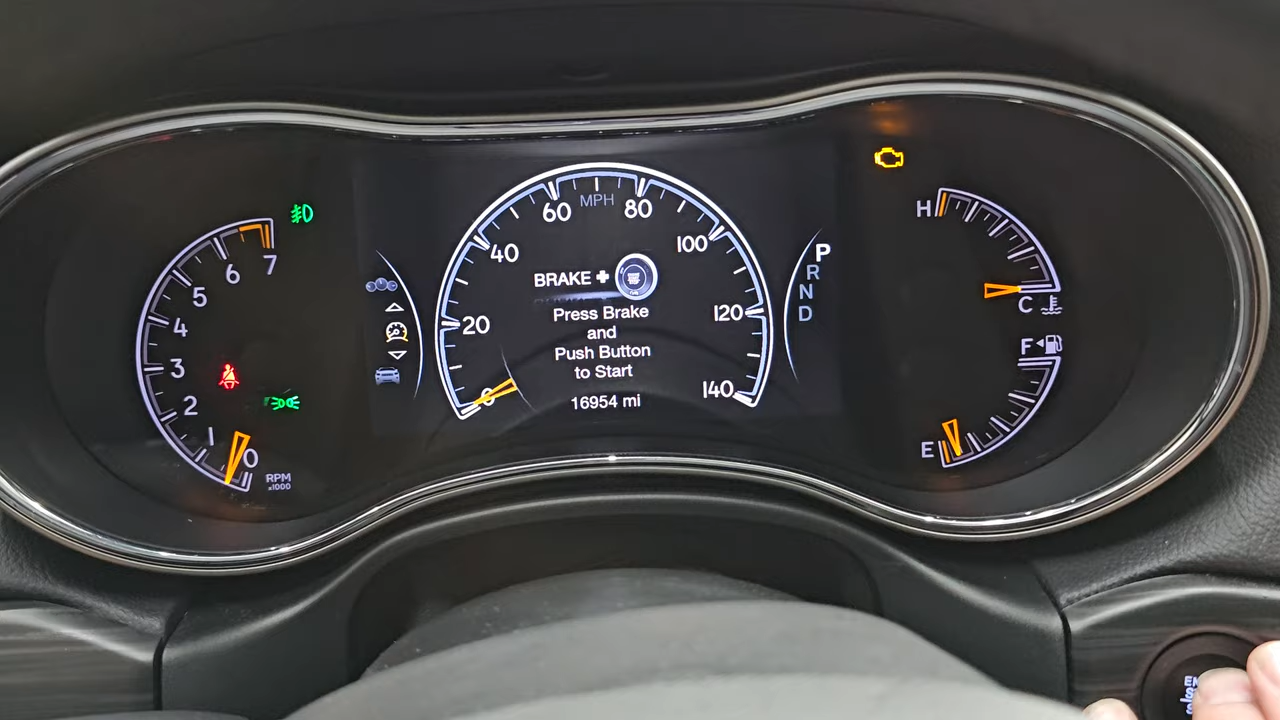 7
6
5
4
3
2
1
0
RPM
x1000
MPH
0
20
40
60
80
100
120
140
BRAKE +
Press Brake
and
Push Button
to Start
16954 mi
P
R
N
D
H
C
F
E